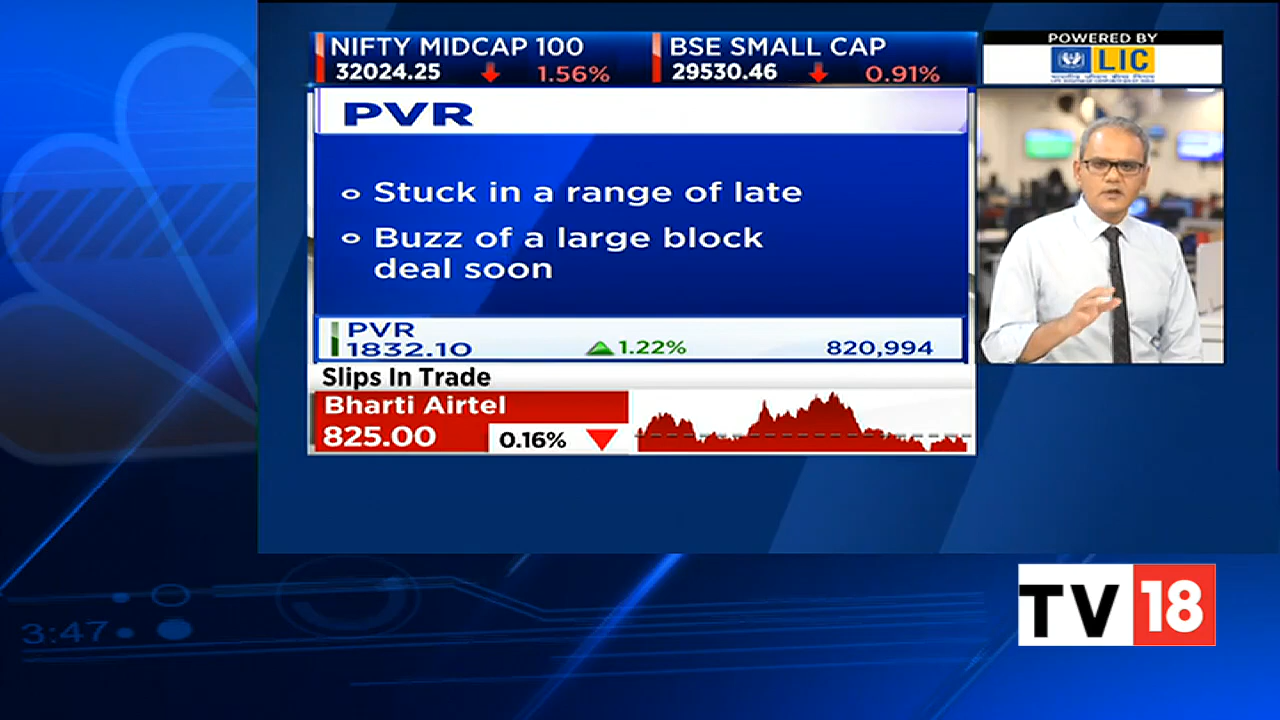 NIFTY MIDCAP 100
32024.25 1.56%
BSE SMALL CAP
29530.46 0.91%
POWERED BY
LIC
PVR
Stuck in a range of late
Buzz of a large block
deal soon
PVR
1832.10 1.22% 820,994
Slips In Trade
Bharti Airtel
825.00 0.16%
3:47
TV18